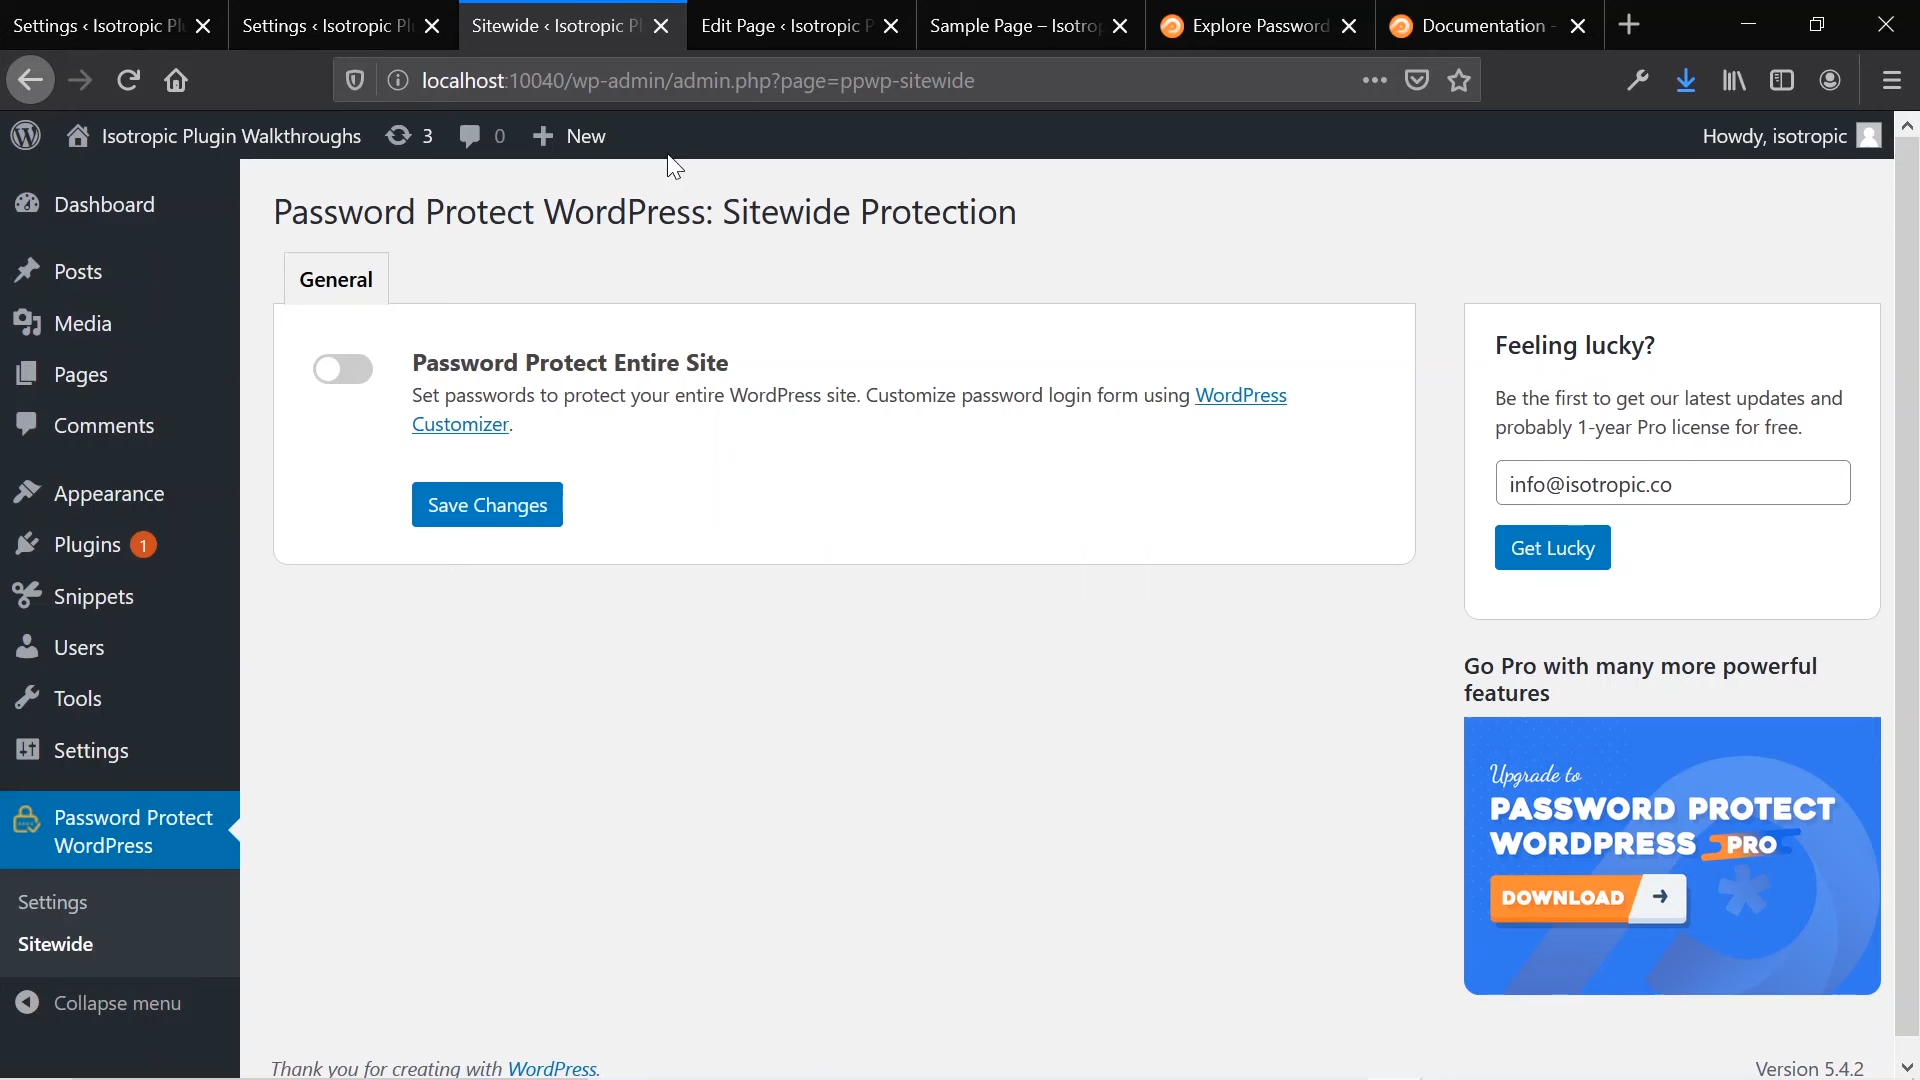 Settings ‹ Isotropic Pl
Settings ‹ Isotropic Pl
Sitewide ‹ Isotropic Pl
Edit Page ‹ Isotropic P
Sample Page – Isotrop
Explore Password
Documentation -
localhost:10040/wp-admin/admin.php?page=ppwp-sitewide
Isotropic Plugin Walkthroughs
3
0
New
Howdy, isotropic
Dashboard
Posts
Media
Pages
Comments
Appearance
Plugins 1
Snippets
Users
Tools
Settings
Password Protect
WordPress
Settings
Sitewide
Collapse menu
Password Protect WordPress: Sitewide Protection
General
Password Protect Entire Site
Set passwords to protect your entire WordPress site. Customize password login form using WordPress
Customizer.
Save Changes
Feeling lucky?
Be the first to get our latest updates and
probably 1-year Pro license for free.
info@isotropic.co
Get Lucky
Go Pro with many more powerful
features
Upgrade to
PASSWORD PROTECT
WORDPRESS PRO
DOWNLOAD
Thank you for creating with WordPress.
Version 5.4.2